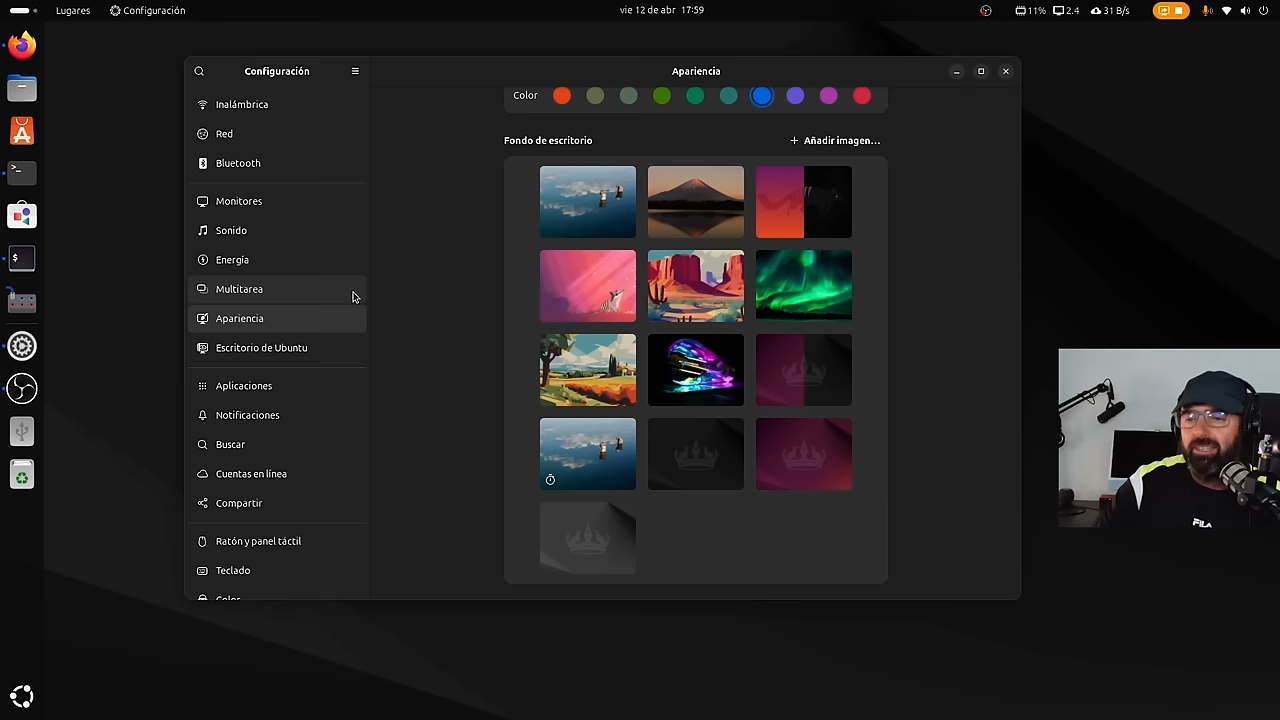 Lugares
Configuración
vie 12 de abr 17:59
11%
2.4
31 B/s
Configuración
Apariencia
Inalámbrica
Red
Bluetooth
Monitores
Sonido
Energía
Multitarea
Apariencia
Escritorio de Ubuntu
Aplicaciones
Notificaciones
Buscar
Cuentas en línea
Compartir
Ratón y panel táctil
Teclado
Color
Color
Fondo de escritorio
+ Añadir imagen...
FILA